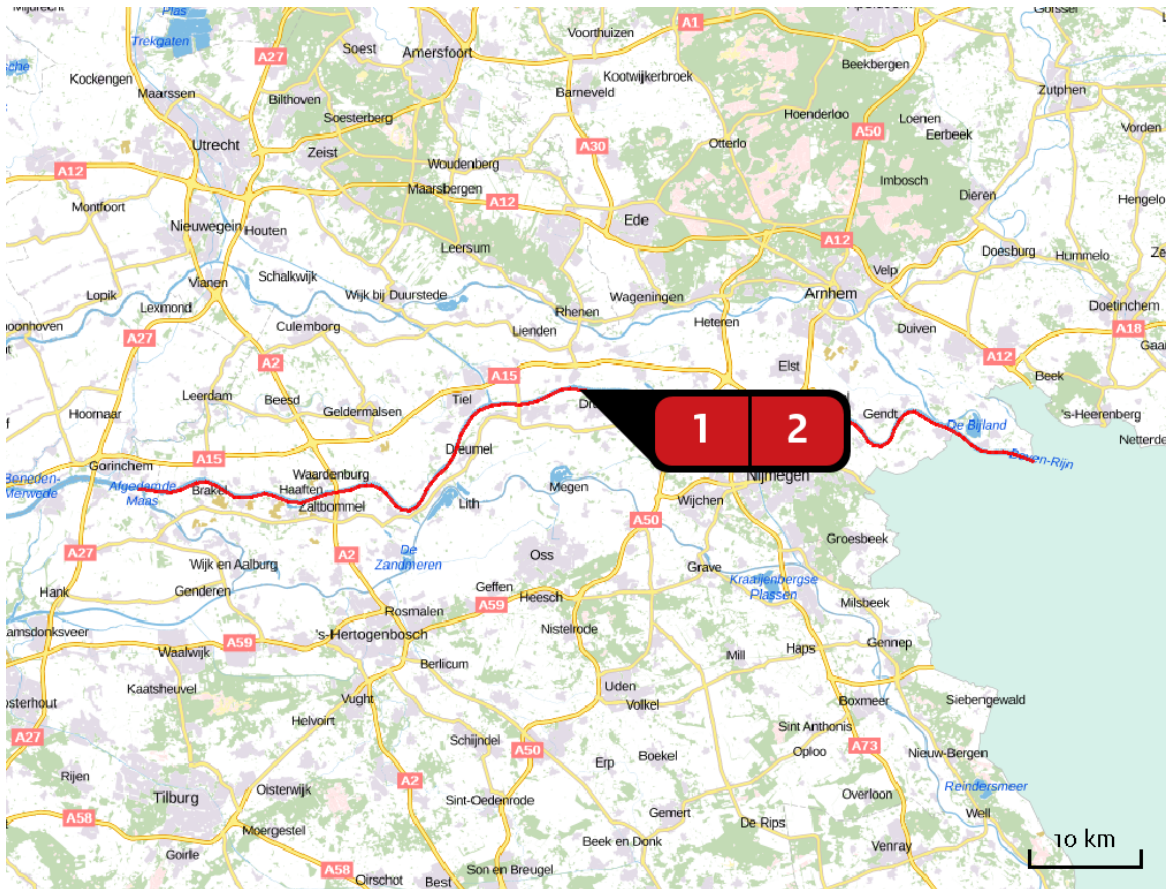 Plas
Trekgaten
A27
Soest
Amersfoort
Voorthuizen
A1
Beekbergen
Kockengen
Maarssen
Bilthoven
Kootwijkerbroek
Barneveld
Zutphen
Soesterberg
Hoenderloo
Loenen
A50
Eerbeek
Vorden
Utrecht
Zeist
A30
Otterlo
Woudenberg
A12
Maarsbergen
A12
Imbosch
Dieren
Hengelo
Montfoort
Ede
Nieuwegein
Houten
Leersum
A12
Doesburg
Hummelo
Schalkwijk
Velp
Vianen
Lopik
Lexmond
Wijk bij Duurstede
Wageningen
Arnhem
Doetinchem
Rhenen
Culemborg
Lienden
Heteren
Duiven
A18
A27
A2
A15
Elst
A12
Beek
Leerdam
Beesd
Tiel
Geldermalsen
Hoornaar
Gendt
De Bijland
's-Heerenberg
Dreumel
1 2
Boven-Rijn
Gorinchem
A15
Waardenburg
Nijmegen
Beneden-
Merwede
Afgedamde
Maas
Brakel
Haaften
Zaltbommel
Lith
Megen
Wijchen
A50
Groesbeek
A27
A2
De
Zandmeren
Oss
Wijk en Aalburg
Grave
Kraaijenbergse
Plassen
Hank
Genderen
Geffen
Heesch
A59
Milsbeek
Rosmalen
Nistelrode
's-Hertogenbosch
Gennep
A59
Waalwijk
Berlicum
Mill
Haps
Kaatsheuvel
Vught
Uden
Volkel
Boxmeer
Siebengewald
Helvoirt
Sint Anthonis
A27
Schijndel
A50
Boekel
Oploo
A73
Nieuw-Bergen
Erp
Rijen
Oisterwijk
A2
Tilburg
Sint-Oedenrode
Overloon
Reindersmeer
Well
A58
Moergestel
Gemert
De Rips
10 km
Goirle
Beek en Donk
Venray
A58
Oirschot
Best
Son en Breugel